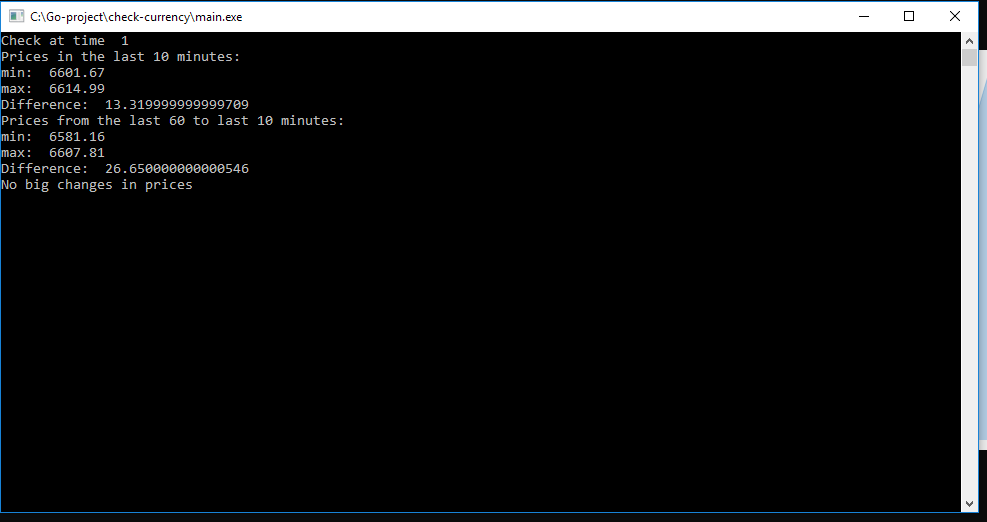 C:\Go-project\check-currency\main.exe
Check at time  1
Prices in the last 10 minutes:
min:  6601.67
max:  6614.99
Difference:  13.319999999999709
Prices from the last 60 to last 10 minutes:
min:  6581.16
max:  6607.81
Difference:  26.650000000000546
No big changes in prices